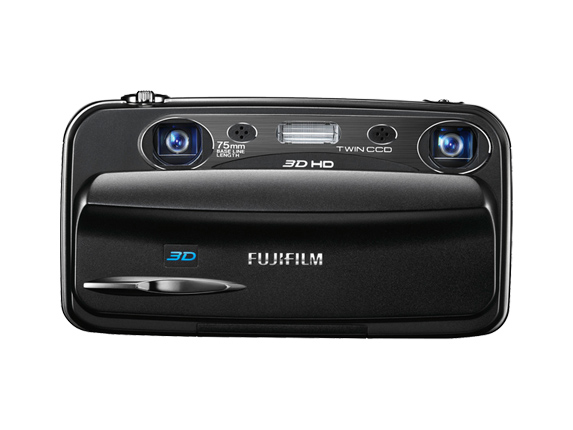 75mm
BASE LINE
LENGTH
TWIN CCD
3D HD
3D
FUJIFILM